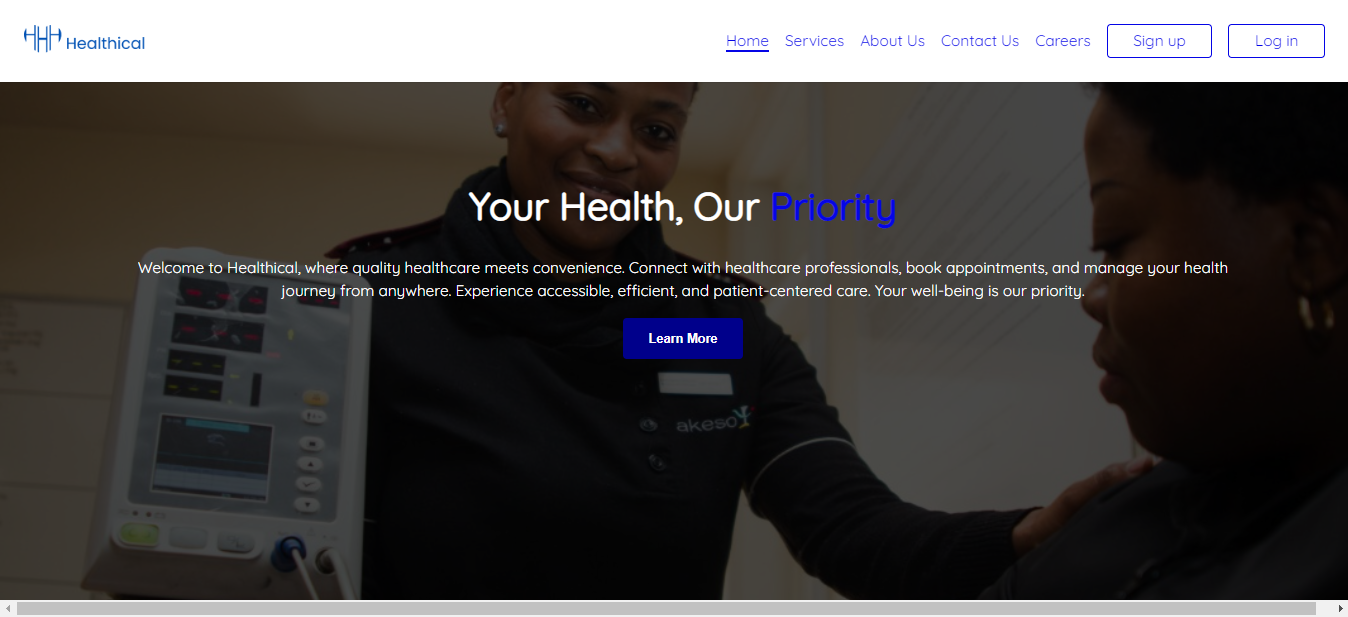 Healthical
Home Services About Us Contact Us Careers Sign up Log in
Your Health, Our Priority
Welcome to Healthical, where quality healthcare meets convenience. Connect with healthcare professionals, book appointments, and manage your health
journey from anywhere. Experience accessible, efficient, and patient-centered care. Your well-being is our priority.
Learn More
akeso